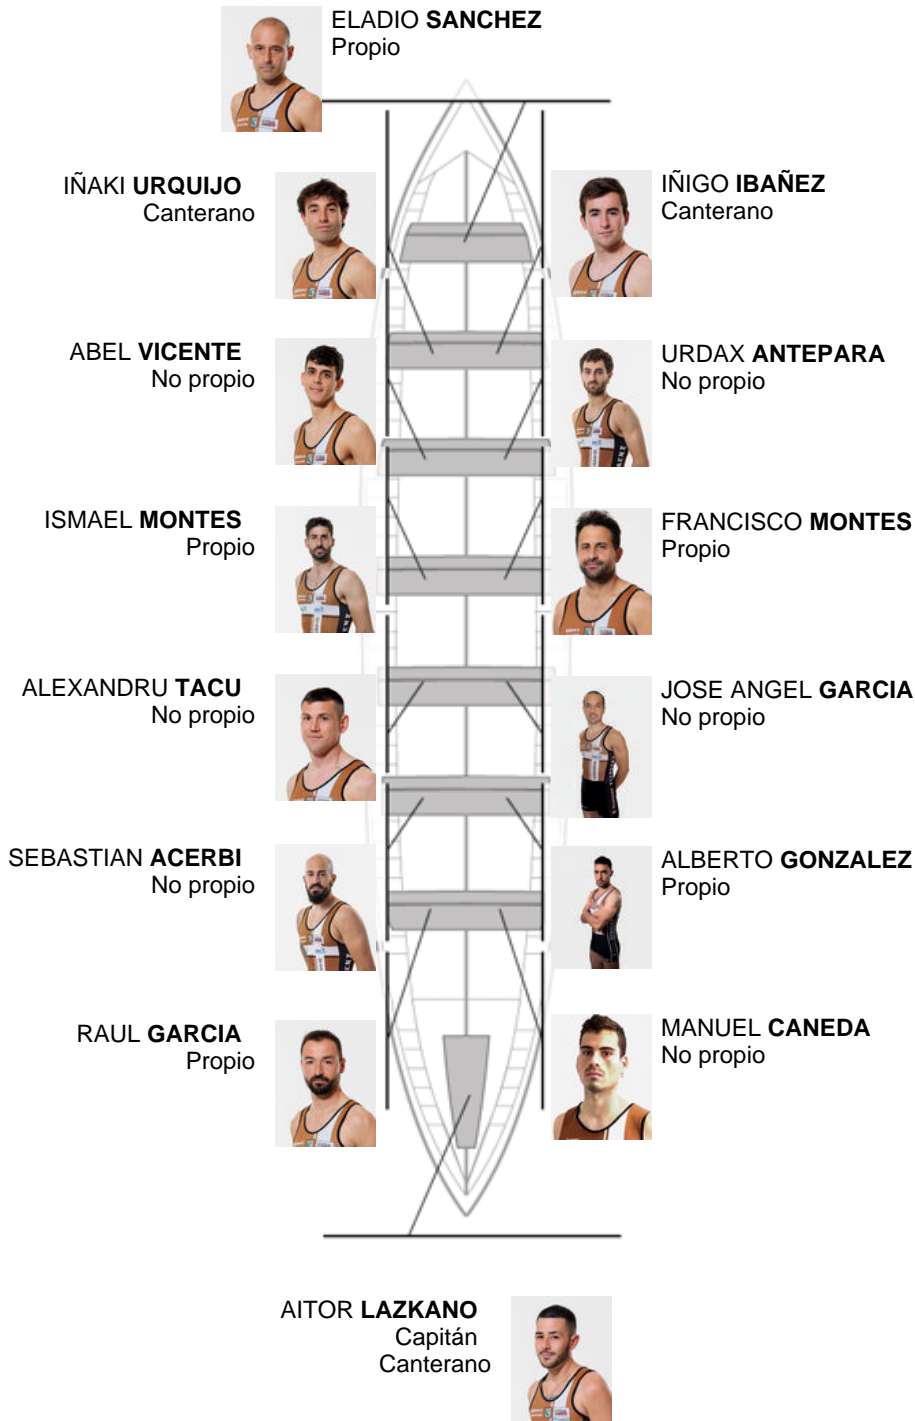 ELADIO SANCHEZ
Propio
IÑAKI URQUIJO
Canterano
IÑIGO IBAÑEZ
Canterano
ABEL VICENTE
No propio
URDAX ANTEPARA
No propio
ISMAEL MONTES
Propio
FRANCISCO MONTES
Propio
ALEXANDRU TACU
No propio
JOSE ANGEL GARCIA
No propio
SEBASTIAN ACERBI
No propio
ALBERTO GONZALEZ
Propio
RAUL GARCIA
Propio
MANUEL CANEDA
No propio
AITOR LAZKANO
Capitán
Canterano